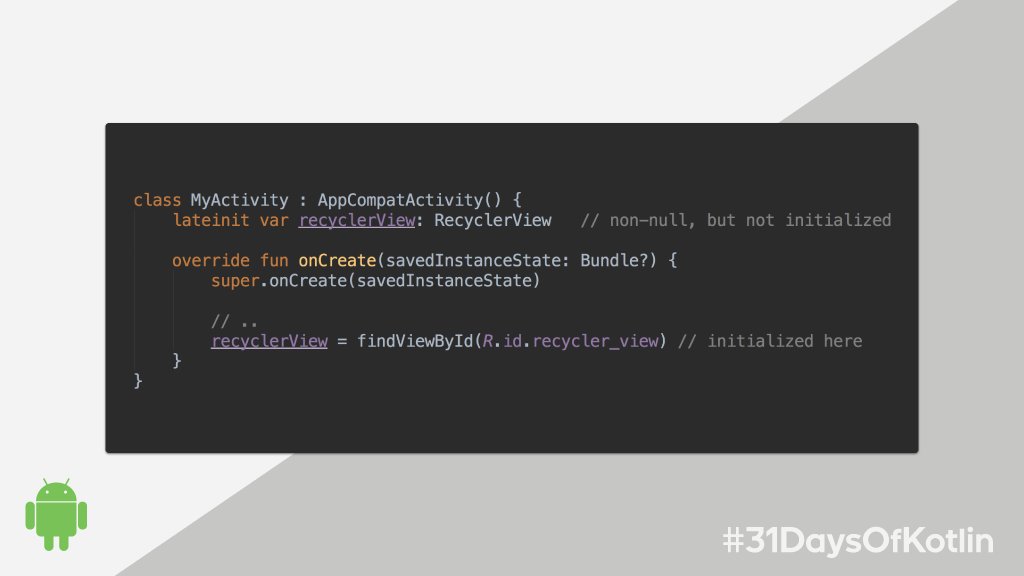 class MyActivity : AppCompatActivity() {
    lateinit var recyclerView: RecyclerView   // non-null, but not initialized
    override fun onCreate(savedInstanceState: Bundle?) {
        super.onCreate(savedInstanceState)
        // ..
        recyclerView = findViewById(R.id.recycler_view) // initialized here
    }
}
#31DaysOfKotlin